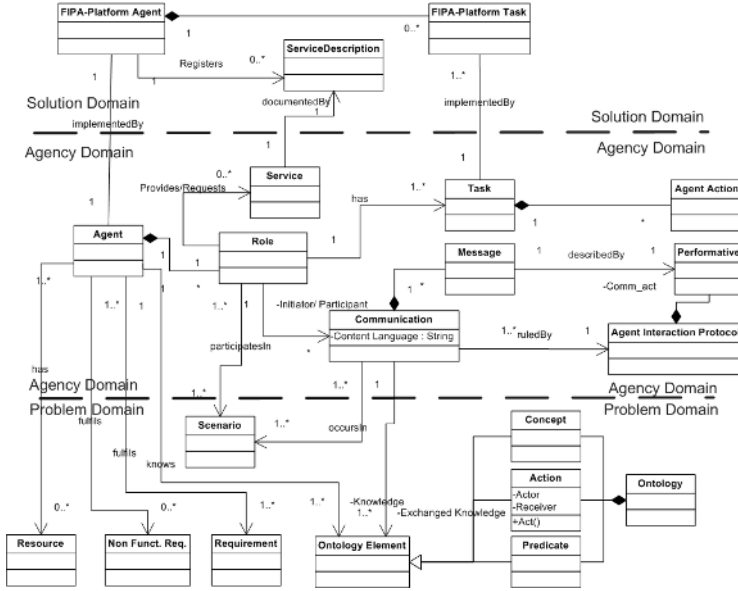 FIPA-Platform Agent
FIPA-Platform Task
1
0..*
ServiceDescription
1
Registers
0..*
1
1..*
Solution Domain
documentedBy
1
implementedBy
Solution Domain
implementedBy
Agency Domain
Agency Domain
1
1
Service
0..*
Provides/Requests
1..*
Task
Agent Action
has
1
*
1
Agent
Role
1
1
1
Message
1
describedBy
1
Performative
1..*
1..*
1
1
*
1..*
1
-Initiator/ Participant
1
*
-Comm_act
Communication
-Content Language : String
1..*
ruledBy
1
Agent Interaction Protocol
participatesIn
*
has
1..*
1
Agency Domain
Agency Domain
Problem Domain
Problem Domain
1..*
fulfils
Scenario
1..*
occursIn
Concept
fulfils
knows
1..*
-Knowledge
Action
-Actor
-Receiver
+Act()
Ontology
0..*
0..*
1..*
1..*
-Exchanged Knowledge
Resource
Non Funct. Req.
Requirement
Ontology Element
Predicate